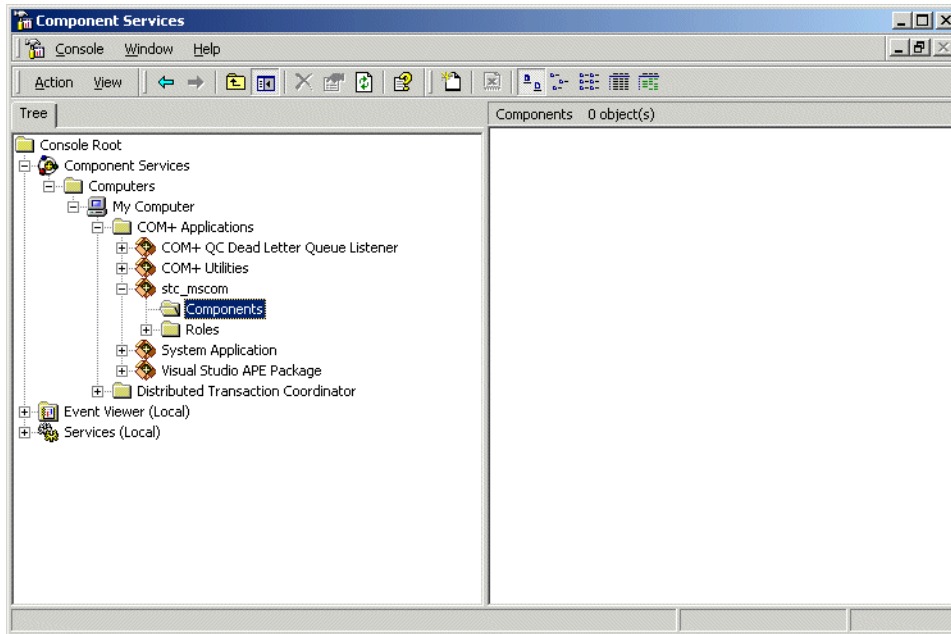 Component Services
Console Window Help
Action View
Tree
Components 0 object(s)
Console Root
Component Services
Computers
My Computer
COM+ Applications
COM+ QC Dead Letter Queue Listener
COM+ Utilities
stc_mscom
Components
Roles
System Application
Visual Studio APE Package
Distributed Transaction Coordinator
Event Viewer (Local)
Services (Local)